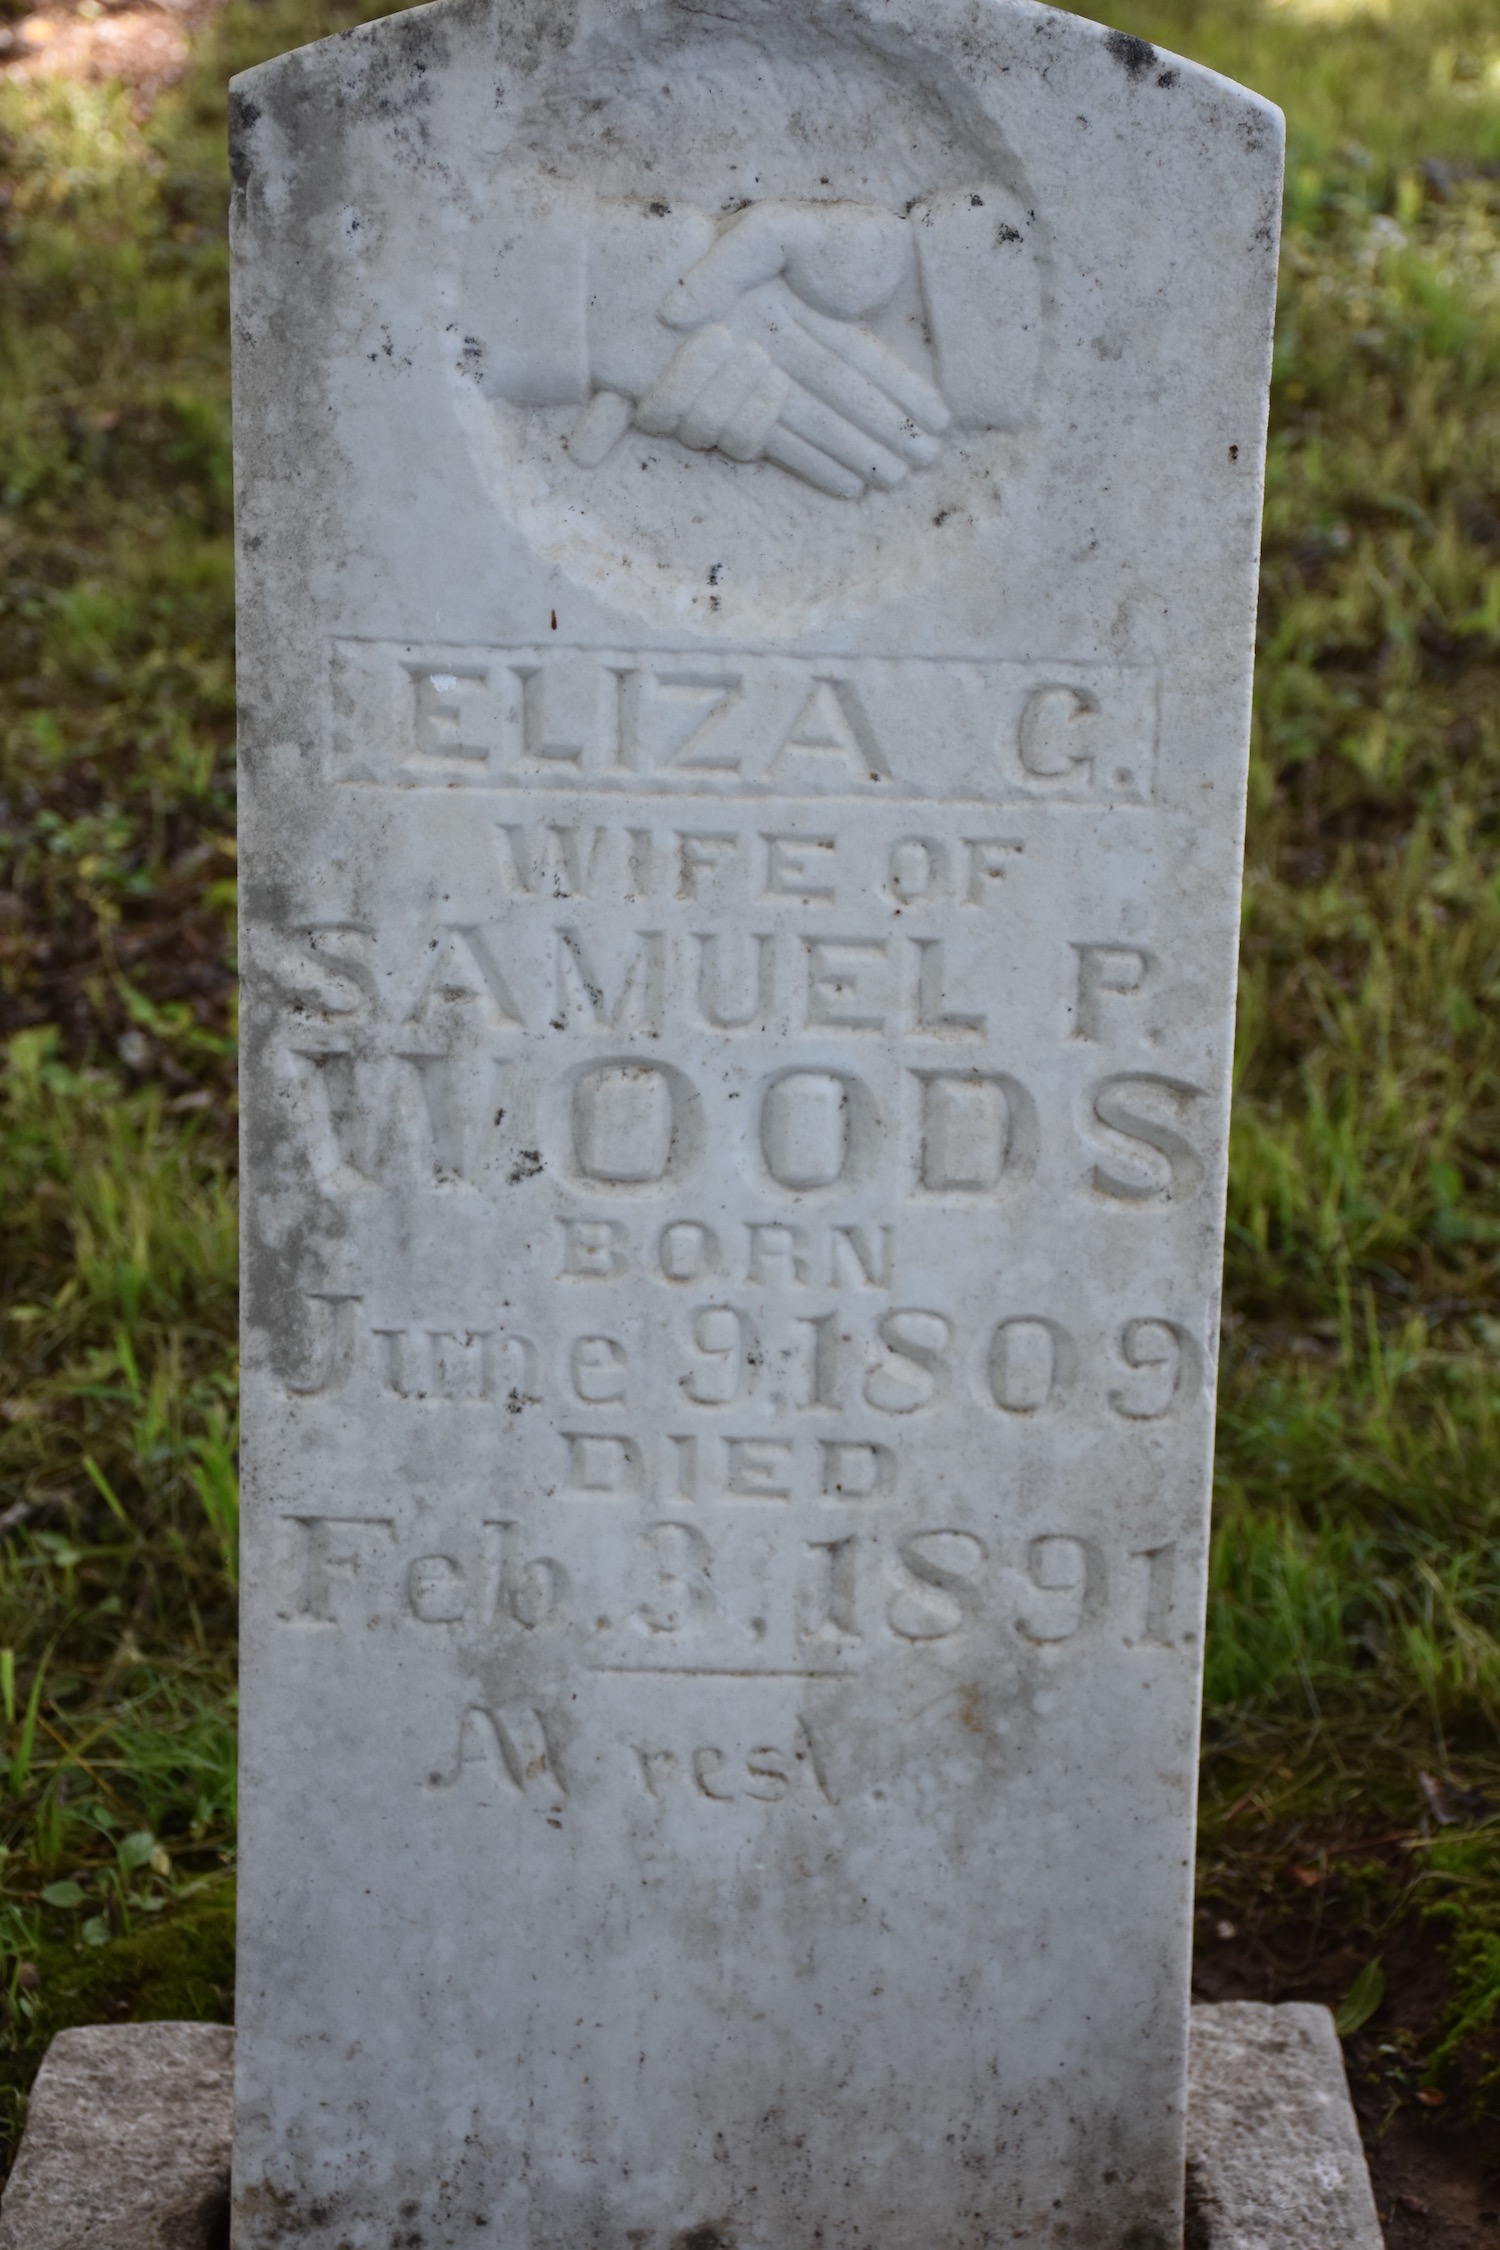 ELIZA G.
WIFE OF
SAMUEL P.
WOODS
BORN
June 9, 1809
DIED
Feb. 3, 1891.
At rest.